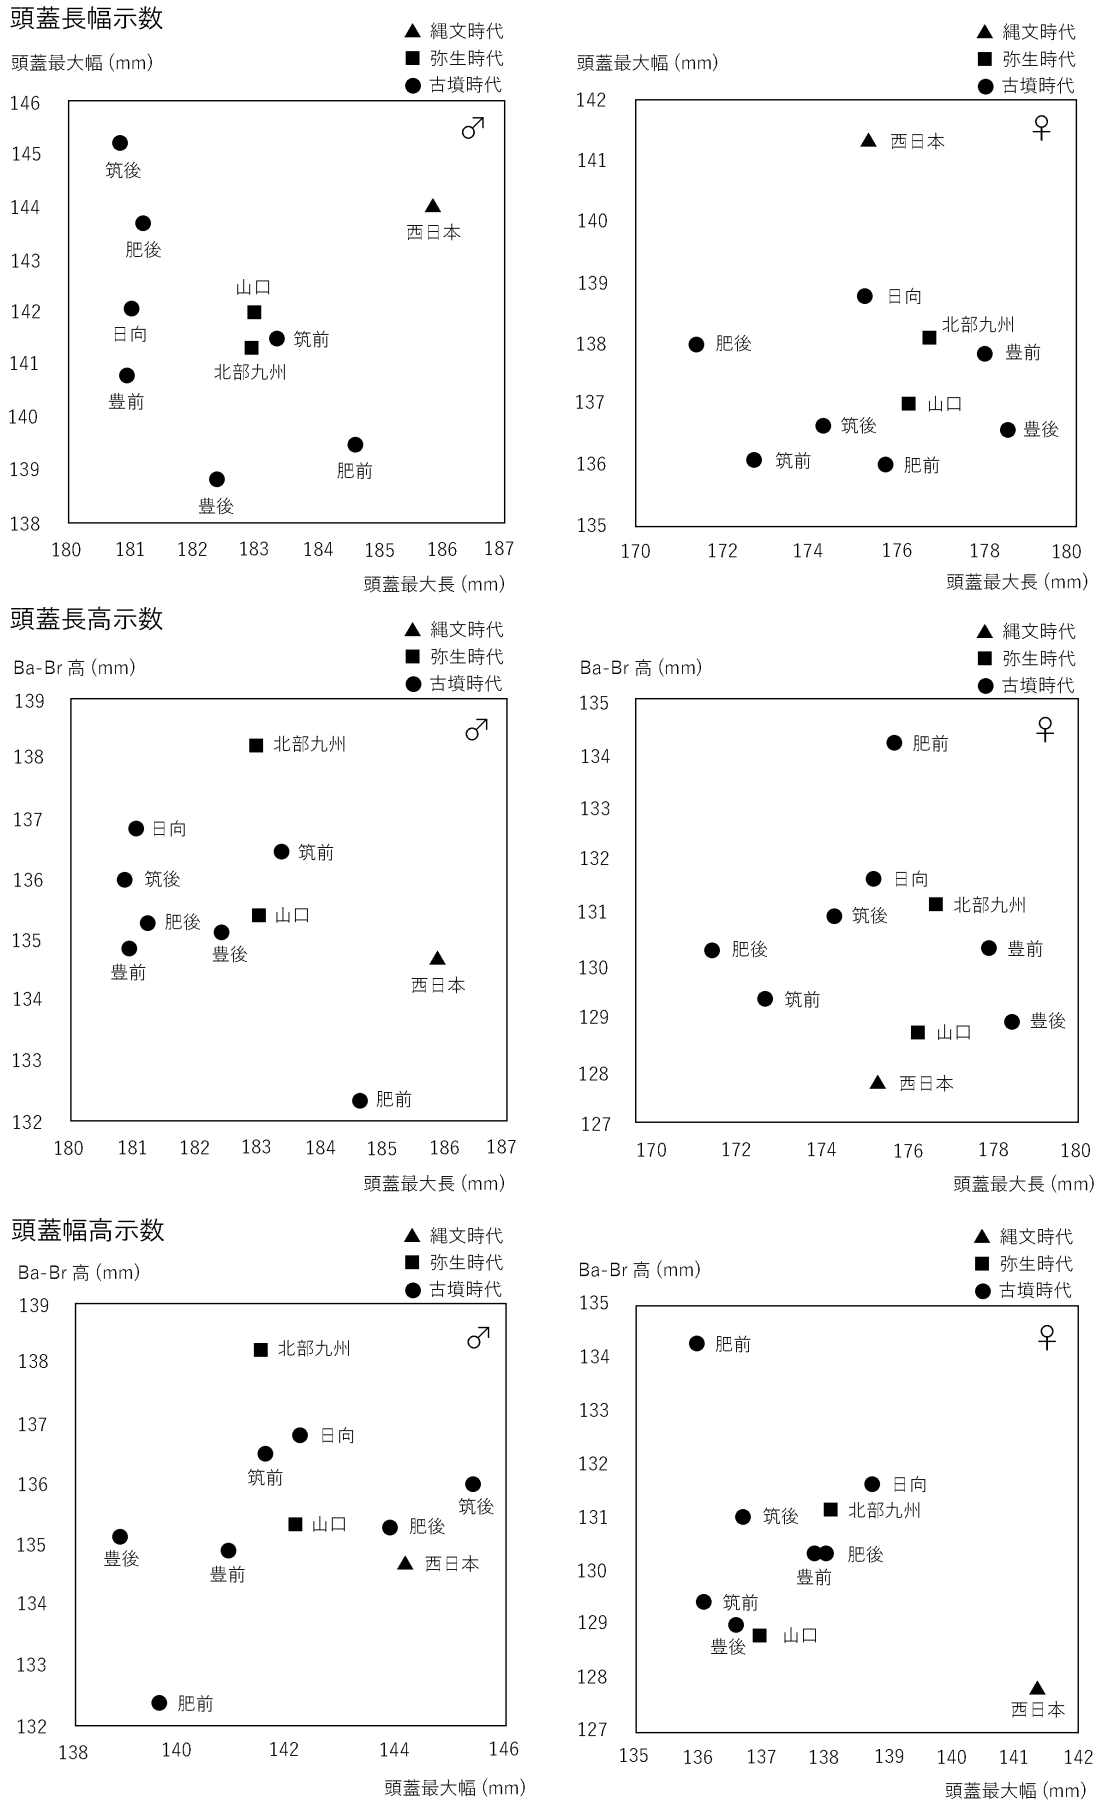 頭蓋長幅示数
▲ 縄文時代
■ 弥生時代
● 古墳時代
頭蓋最大幅 (mm)
♂
146
145
144
143
142
141
140
139
138
筑後
肥後
西日本
山口
日向
筑前
北部九州
豊前
肥前
豊後
180 181 182 183 184 185 186 187
頭蓋最大長 (mm)
▲ 縄文時代
■ 弥生時代
● 古墳時代
頭蓋最大幅 (mm)
♀
142
141
140
139
138
137
136
135
西日本
日向
北部九州
肥後
豊前
山口
筑後
豊後
筑前
肥前
170 172 174 176 178 180
頭蓋最大長 (mm)
頭蓋長高示数
▲ 縄文時代
■ 弥生時代
● 古墳時代
Ba-Br 高 (mm)
♂
139
138
137
136
135
134
133
132
北部九州
日向
筑前
筑後
山口
肥後
豊後
豊前
西日本
肥前
180 181 182 183 184 185 186 187
頭蓋最大長 (mm)
▲ 縄文時代
■ 弥生時代
● 古墳時代
Ba-Br 高 (mm)
♀
135
134
133
132
131
130
129
128
127
肥前
日向
北部九州
筑後
豊前
肥後
筑前
豊後
山口
西日本
170 172 174 176 178 180
頭蓋最大長 (mm)
頭蓋幅高示数
▲ 縄文時代
■ 弥生時代
● 古墳時代
Ba-Br 高 (mm)
♂
139
138
137
136
135
134
133
132
北部九州
日向
筑前
筑後
山口
肥後
豊後
西日本
豊前
肥前
138 140 142 144 146
頭蓋最大幅 (mm)
▲ 縄文時代
■ 弥生時代
● 古墳時代
Ba-Br 高 (mm)
♀
135
134
133
132
131
130
129
128
127
肥前
日向
北部九州
筑後
肥後
豊前
筑前
山口
豊後
西日本
135 136 137 138 139 140 141 142
頭蓋最大幅 (mm)